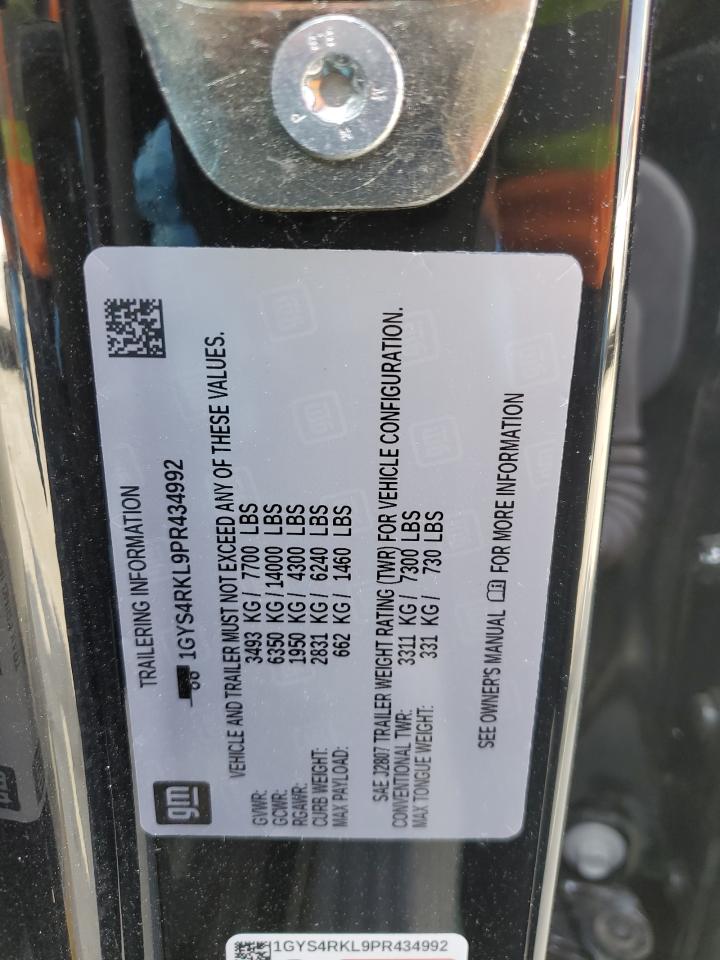 TRAILERING INFORMATION
1GYS4RKL9PR434992
gm
VEHICLE AND TRAILER MUST NOT EXCEED ANY OF THESE VALUES.
GVWR: 3493 KG / 7700 LBS
GCWR: 6350 KG / 14000 LBS
RGAWR: 1950 KG / 4300 LBS
CURB WEIGHT: 2831 KG / 6240 LBS
MAX PAYLOAD: 662 KG / 1460 LBS
SAE J2807 TRAILER WEIGHT RATING (TWR) FOR VEHICLE CONFIGURATION.
CONVENTIONAL TWR: 3311 KG / 7300 LBS
MAX TONGUE WEIGHT: 331 KG / 730 LBS
SEE OWNER'S MANUAL FOR MORE INFORMATION
1GYS4RKL9PR434992